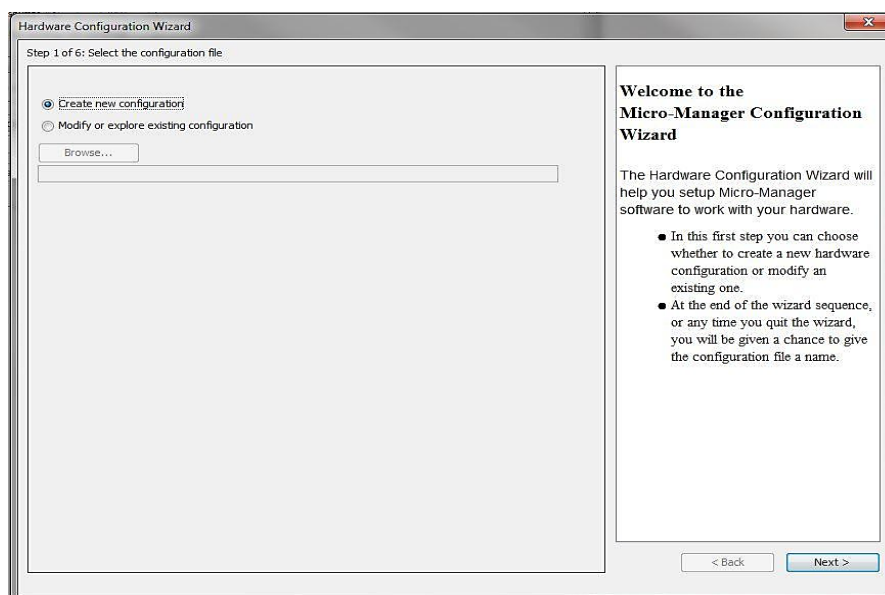 Hardware Configuration Wizard
Step 1 of 6: Select the configuration file
Create new configuration
Modify or explore existing configuration
Browse...
Welcome to the
Micro-Manager Configuration
Wizard
The Hardware Configuration Wizard will
help you setup Micro-Manager
software to work with your hardware.
● In this first step you can choose
whether to create a new hardware
configuration or modify an
existing one.
● At the end of the wizard sequence,
or any time you quit the wizard,
you will be given a chance to give
the configuration file a name.
< Back
Next >